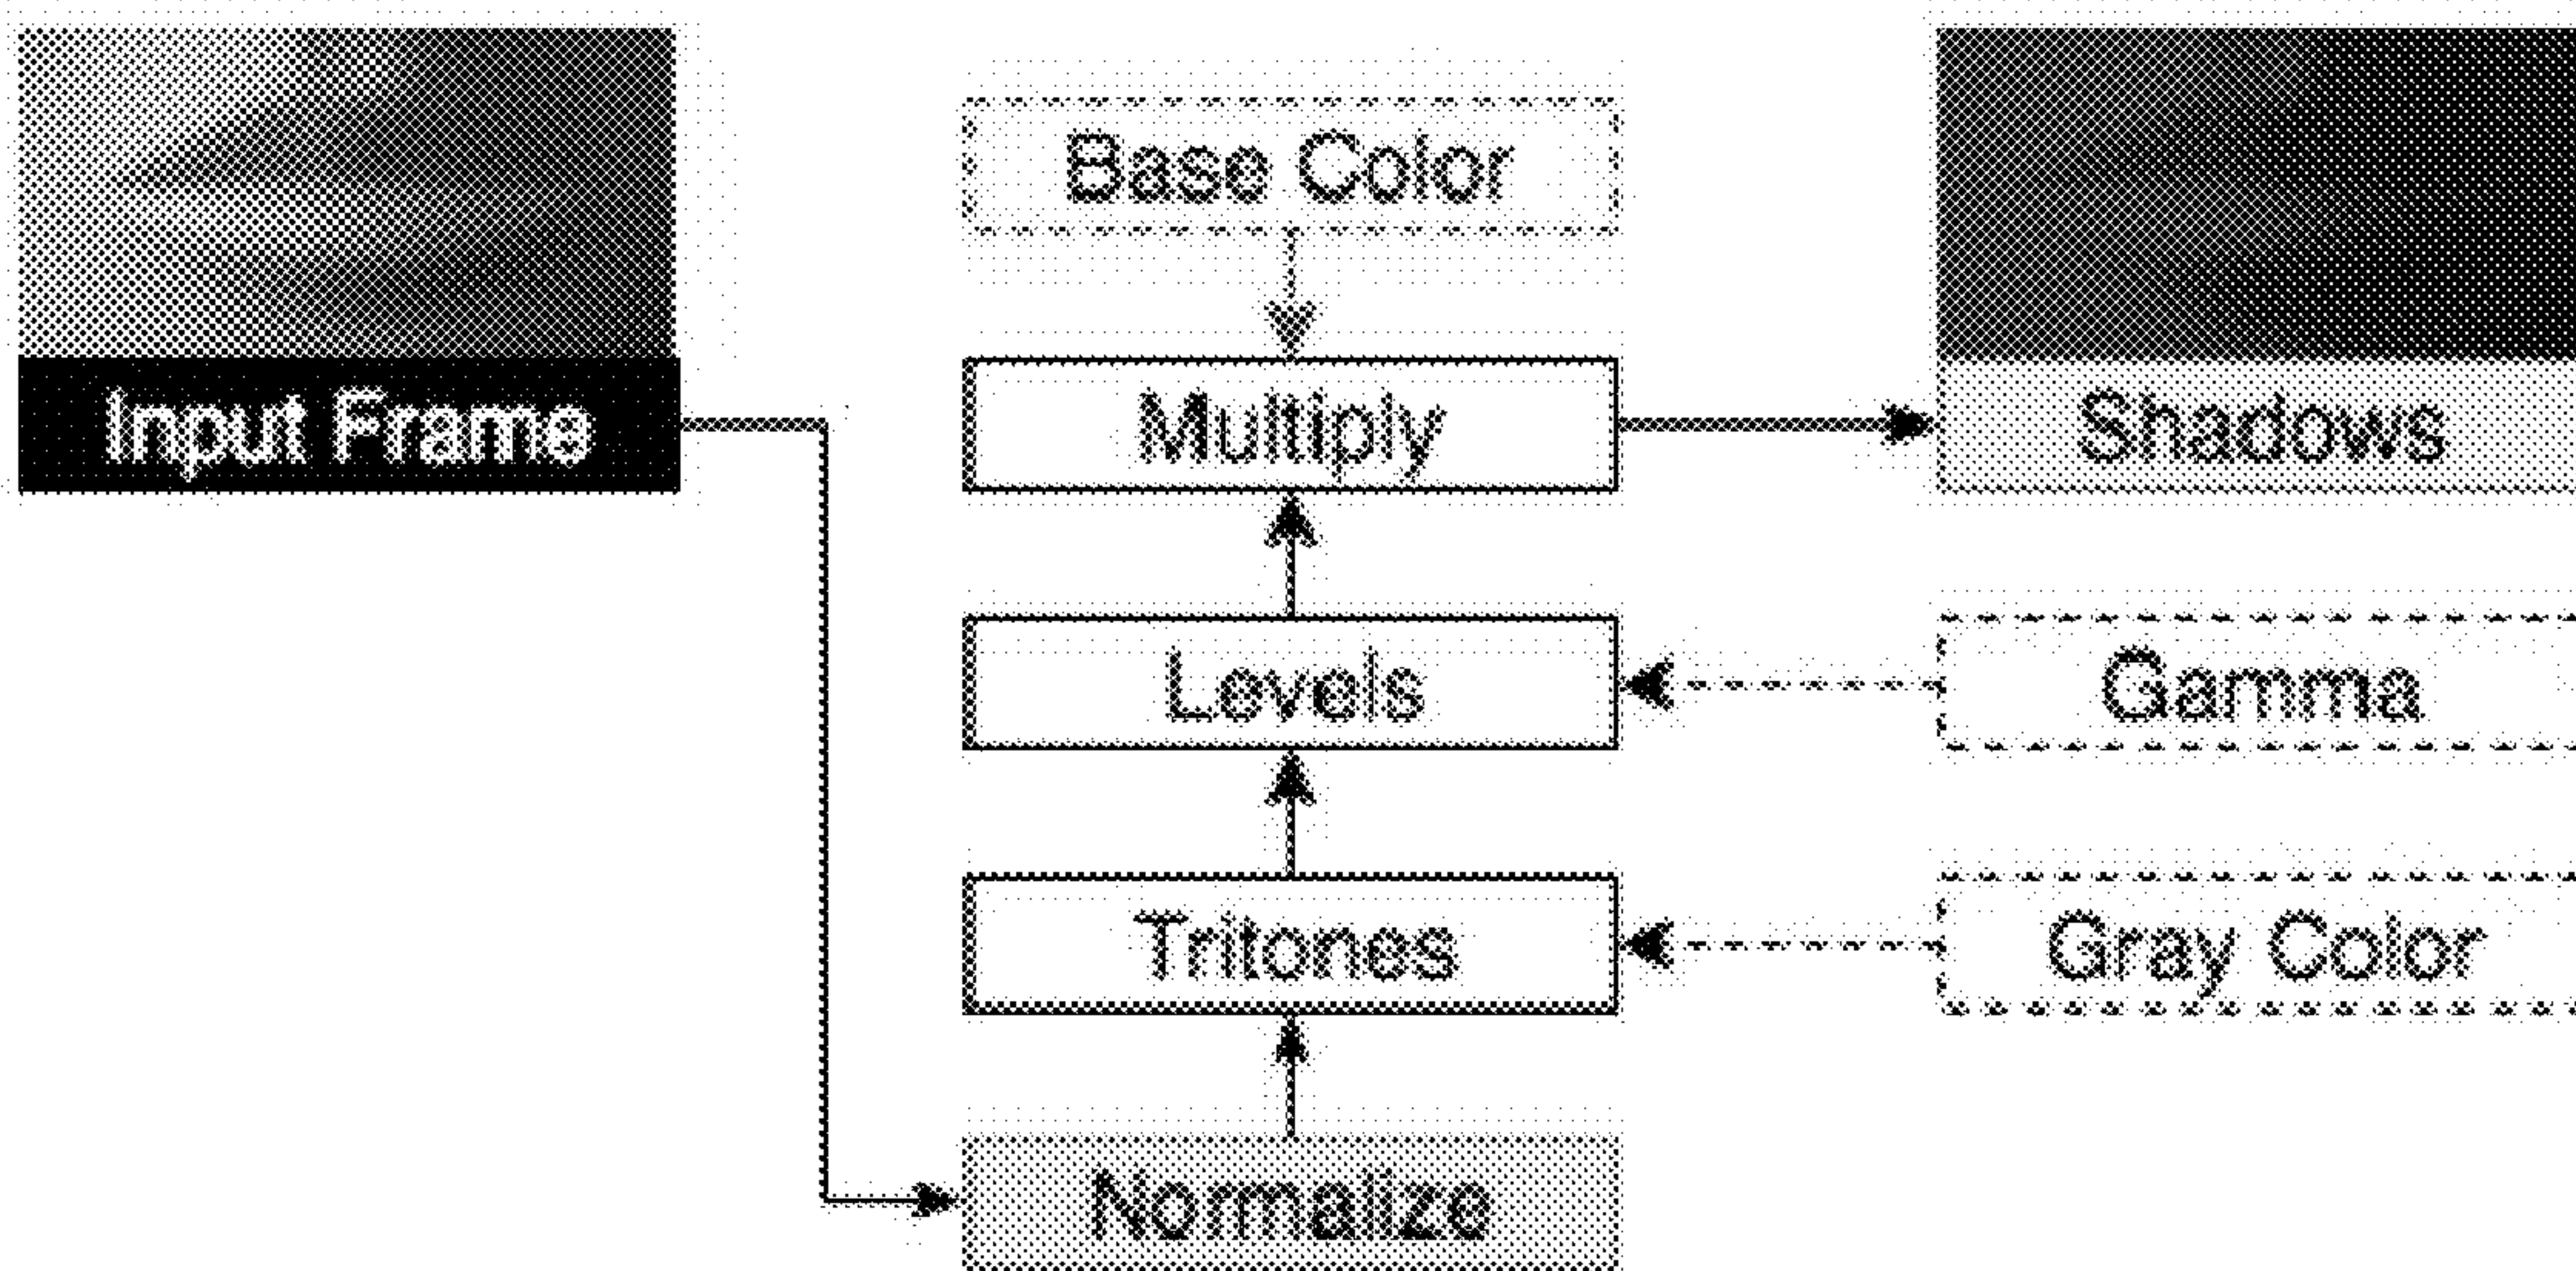 Base Color
Input Frame
Multiply
Shadows
Levels
Gamma
Tritones
Gray Color
Normalize